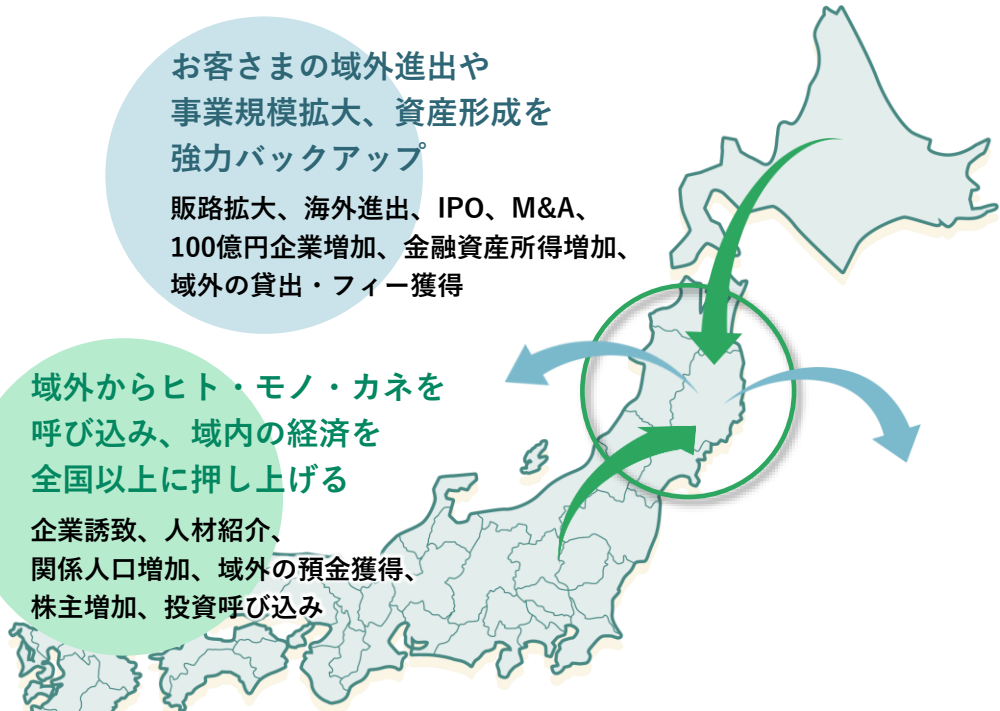 お客さまの域外進出や
事業規模拡大、資産形成を
強力バックアップ
販路拡大、海外進出、IPO、M&A、
100億円企業増加、金融資産所得増加、
域外の貸出・フィー獲得
域外からヒト・モノ・カネを
呼び込み、域内の経済を
全国以上に押し上げる
企業誘致、人材紹介、
関係人口増加、域外の預金獲得、
株主増加、投資呼び込み